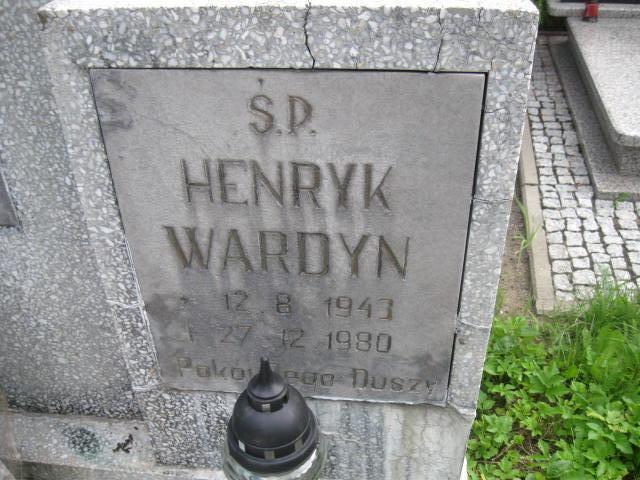 Ś.P.
HENRYK
WARDYN
* 12.8 1943
† 27.12 1980
Pokój Jego Duszy